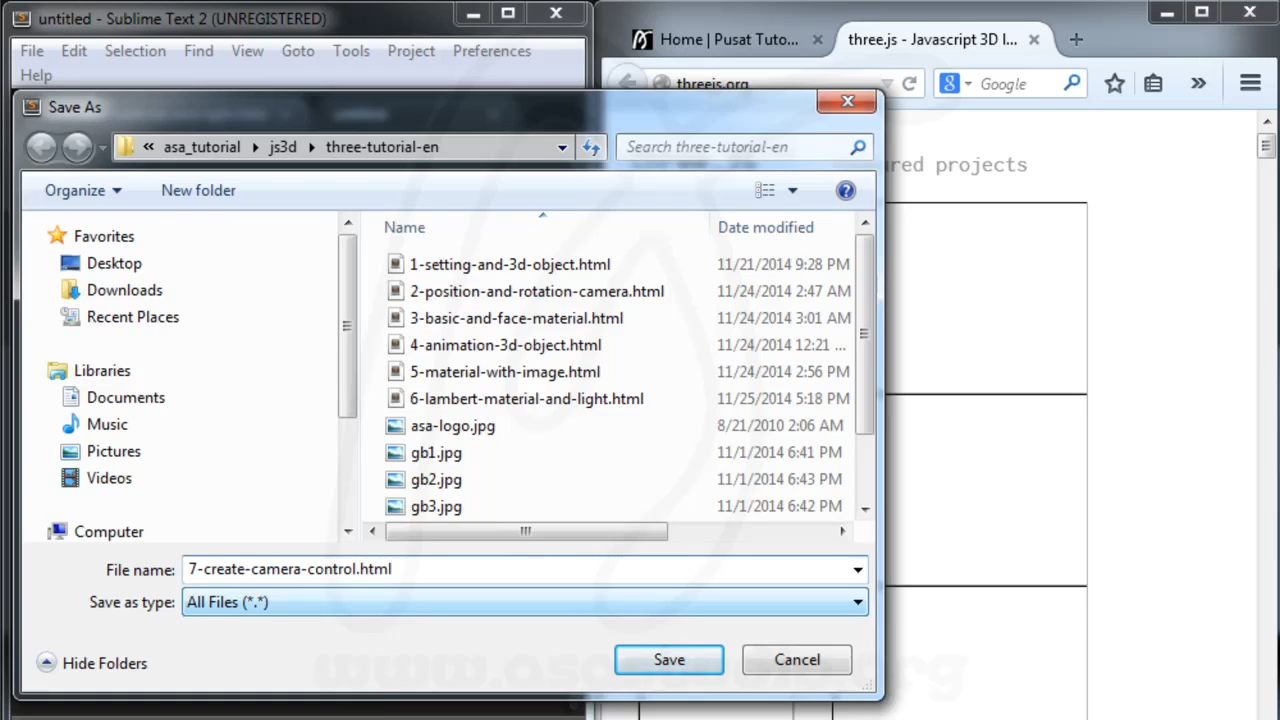 untitled - Sublime Text 2 (UNREGISTERED)
File Edit Selection Find View Goto Tools Project Preferences
Help
Home | Pusat Tuto...
three.js - Javascript 3D l...
threejs.org
Google
ured projects
Save As
asa_tutorial
js3d
three-tutorial-en
Search three-tutorial-en
Organize
New folder
Favorites
Desktop
Downloads
Recent Places
Libraries
Documents
Music
Pictures
Videos
Computer
Name Date modified
1-setting-and-3d-object.html 11/21/2014 9:28 PM
2-position-and-rotation-camera.html 11/24/2014 2:47 AM
3-basic-and-face-material.html 11/24/2014 3:01 AM
4-animation-3d-object.html 11/24/2014 12:21 ...
5-material-with-image.html 11/24/2014 2:56 PM
6-lambert-material-and-light.html 11/25/2014 5:18 PM
asa-logo.jpg 8/21/2010 2:06 AM
gb1.jpg 11/1/2014 6:41 PM
gb2.jpg 11/1/2014 6:43 PM
gb3.jpg 11/1/2014 6:42 PM
File name: 7-create-camera-control.html
Save as type: All Files (*.*)
Hide Folders
Save
Cancel